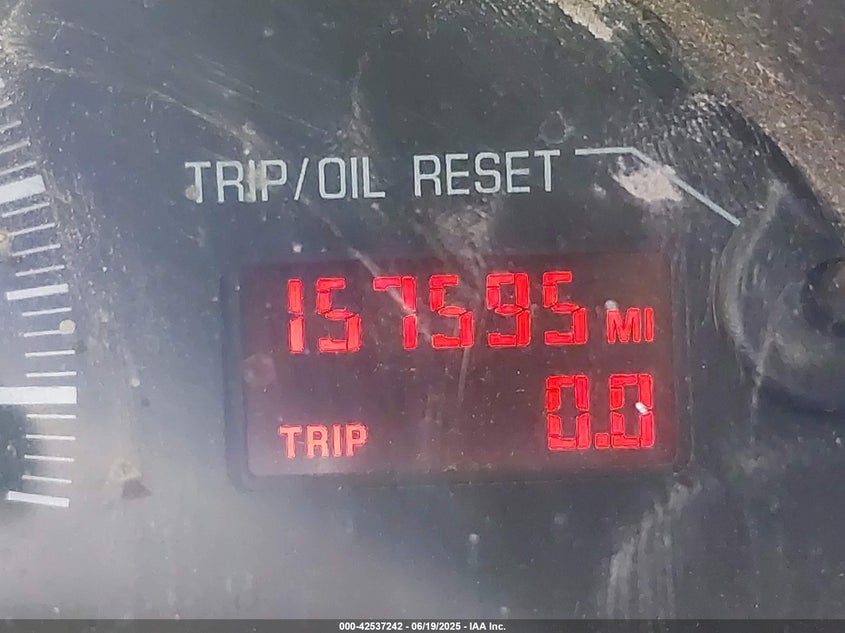 TRIP/OIL RESET
157595 MI
TRIP 0.0
000-42537242 - 06/19/2025 - IAA Inc.